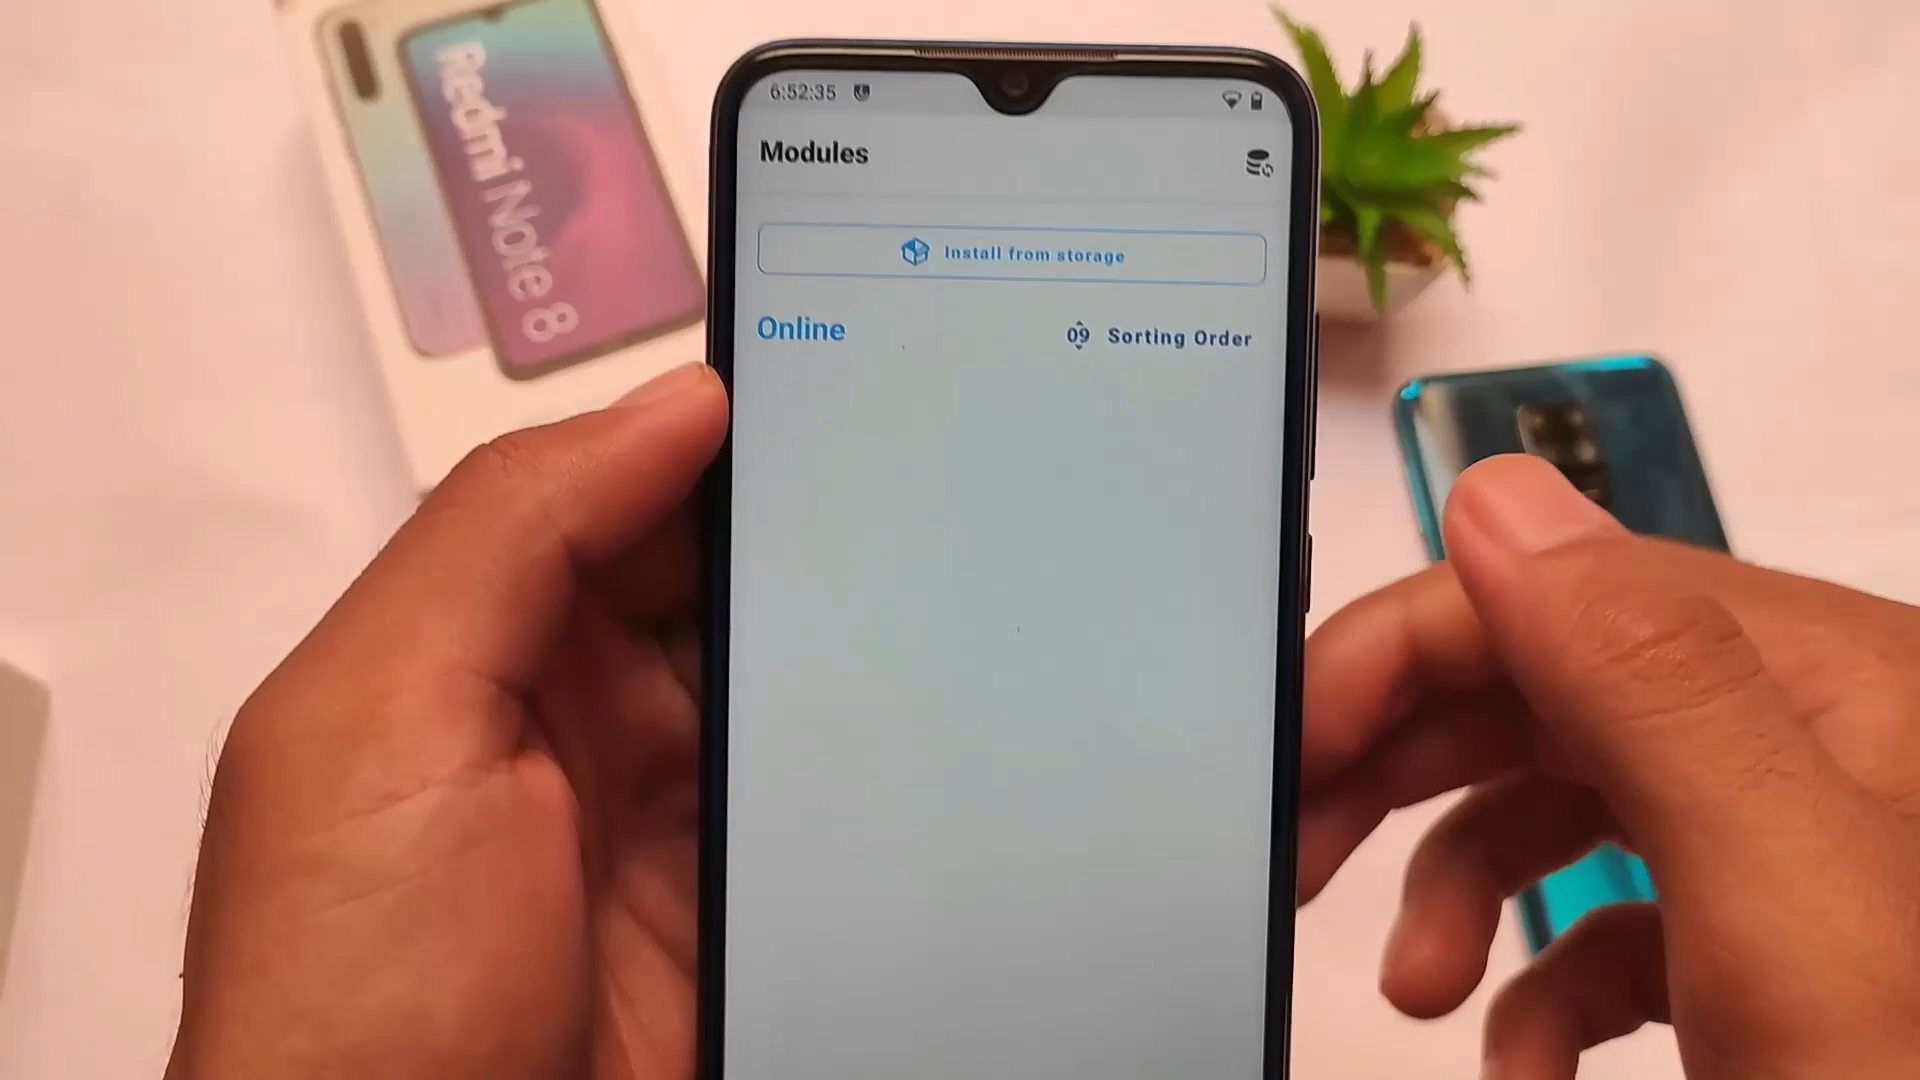 Redmi Note 8
6:52:35
Modules
Install from storage
Online
09 Sorting Order